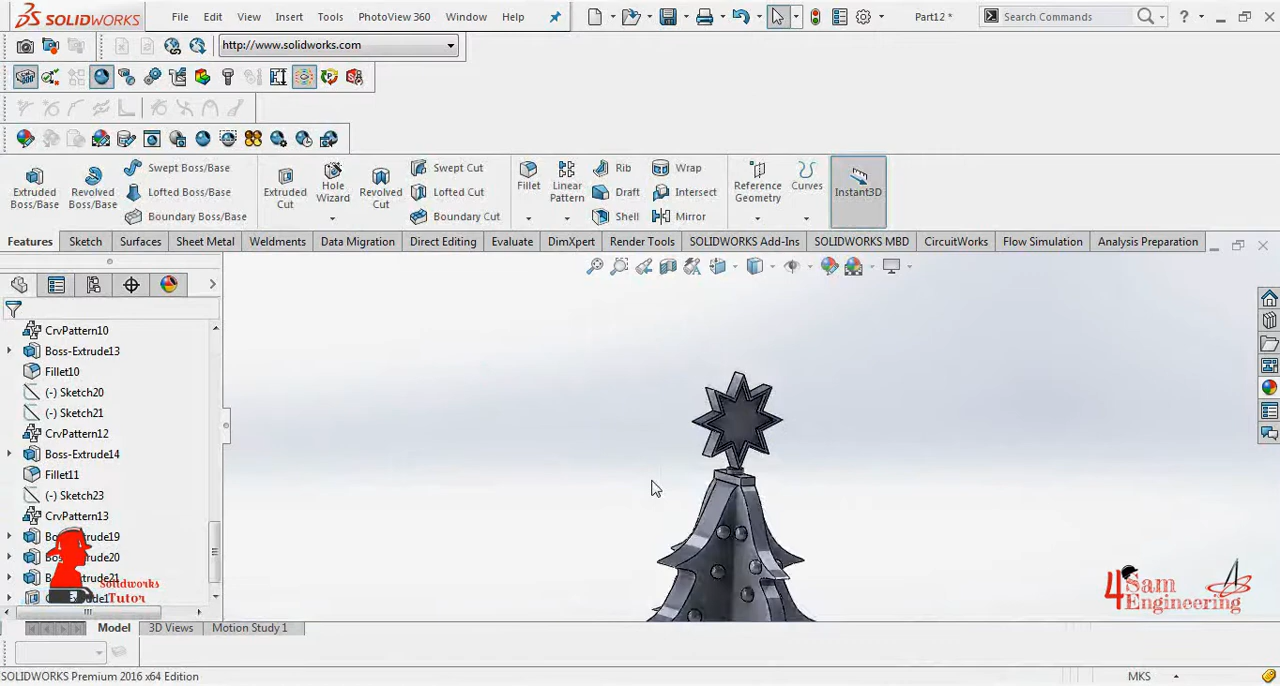 SOLIDWORKS
File Edit View Insert Tools PhotoView 360 Window Help
Part12 *
Search Commands
http://www.solidworks.com
Extruded Boss/Base
Revolved Boss/Base
Swept Boss/Base
Lofted Boss/Base
Boundary Boss/Base
Extruded Cut
Hole Wizard
Revolved Cut
Swept Cut
Lofted Cut
Boundary Cut
Fillet
Linear Pattern
Rib
Draft
Shell
Wrap
Intersect
Mirror
Reference Geometry
Curves
Instant3D
Features Sketch Surfaces Sheet Metal Weldments Data Migration Direct Editing Evaluate DimXpert Render Tools SOLIDWORKS Add-Ins SOLIDWORKS MBD CircuitWorks Flow Simulation Analysis Preparation
CrvPattern10
Boss-Extrude13
Fillet10
(-) Sketch20
(-) Sketch21
CrvPattern12
Boss-Extrude14
Fillet11
(-) Sketch23
CrvPattern13
Solidworks
Tutor
4Sam
Engineering
Model 3D Views Motion Study 1
SOLIDWORKS Premium 2016 x64 Edition
MKS